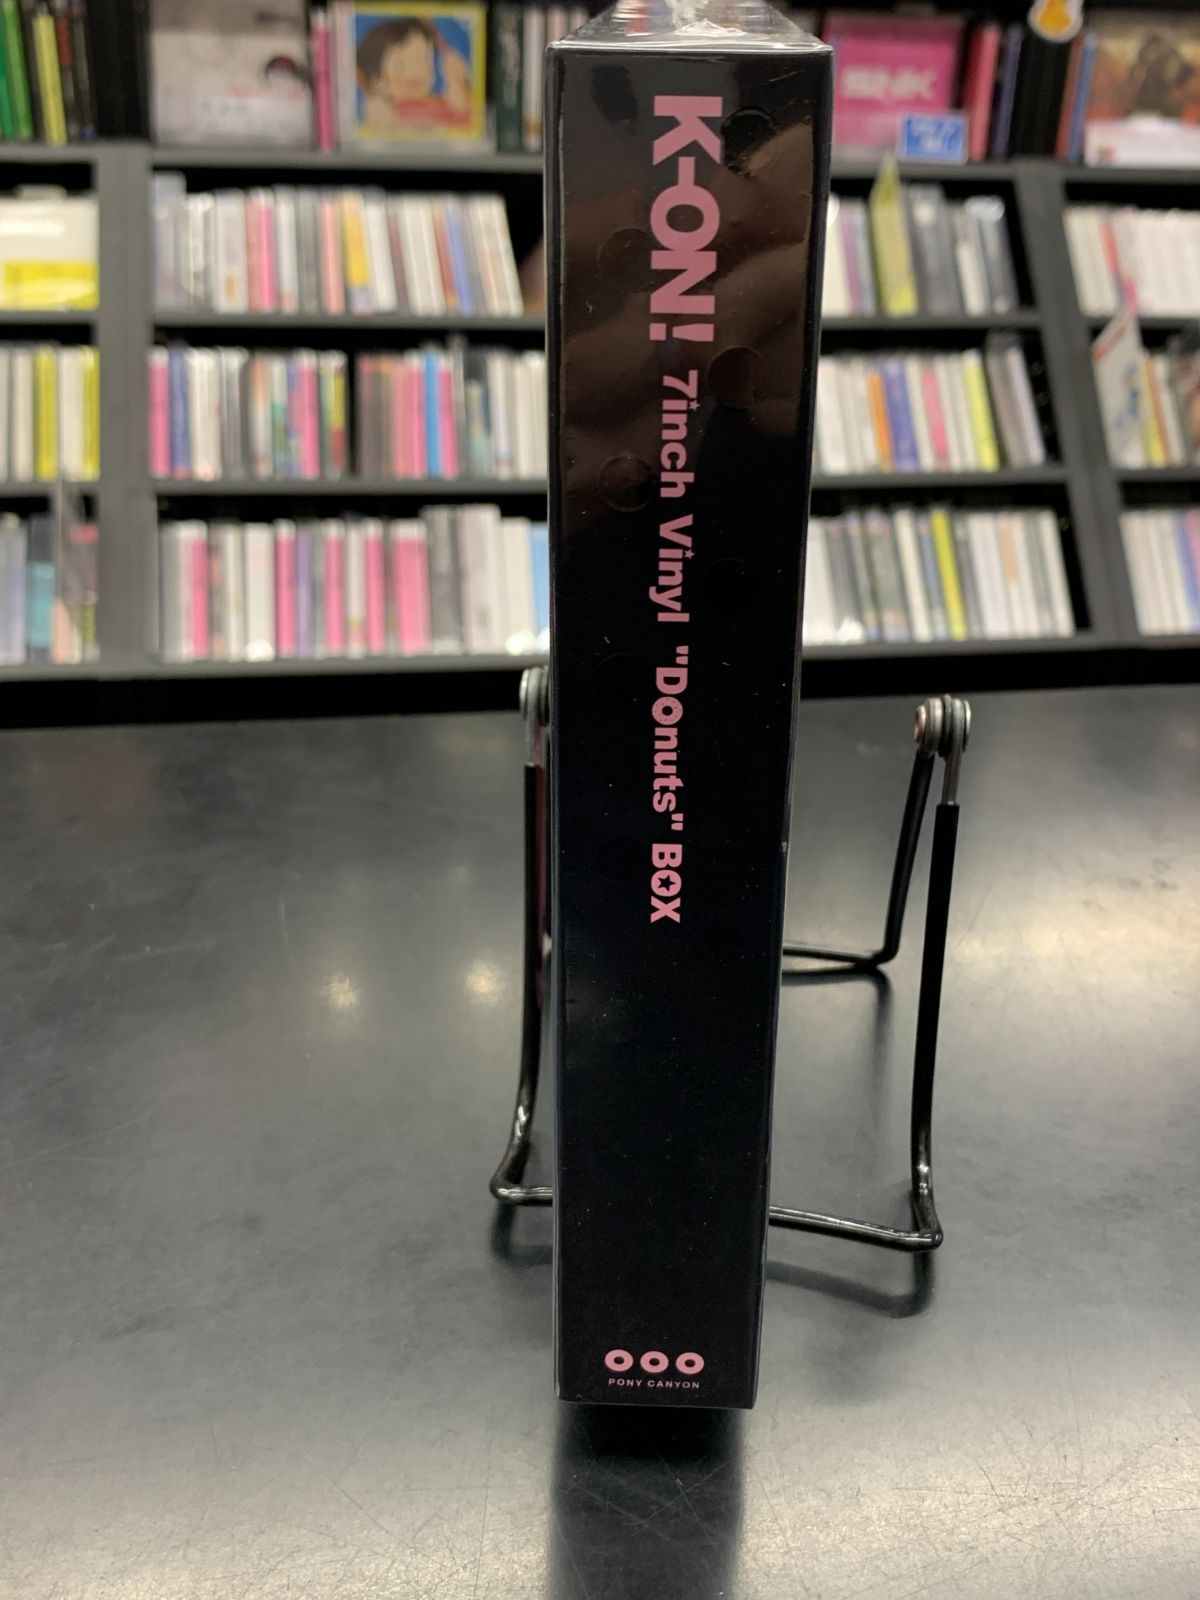 K-ON! 7inch Vinyl "Donuts" BOX
PONY CANYON